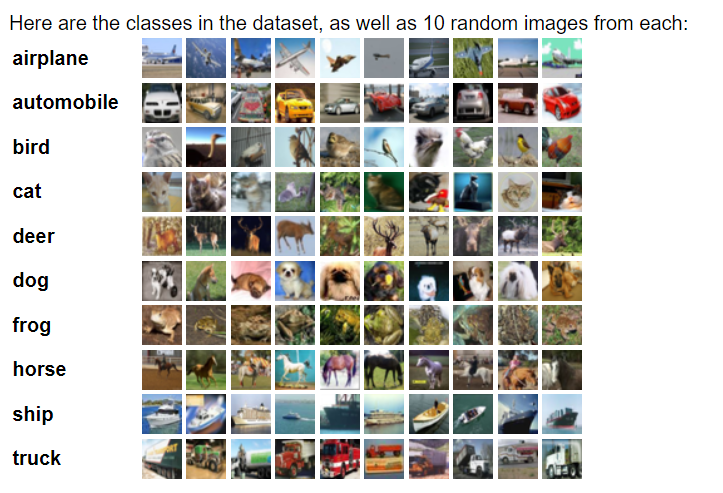 Here are the classes in the dataset, as well as 10 random images from each:
airplane
automobile
bird
cat
deer
dog
frog
horse
ship
truck